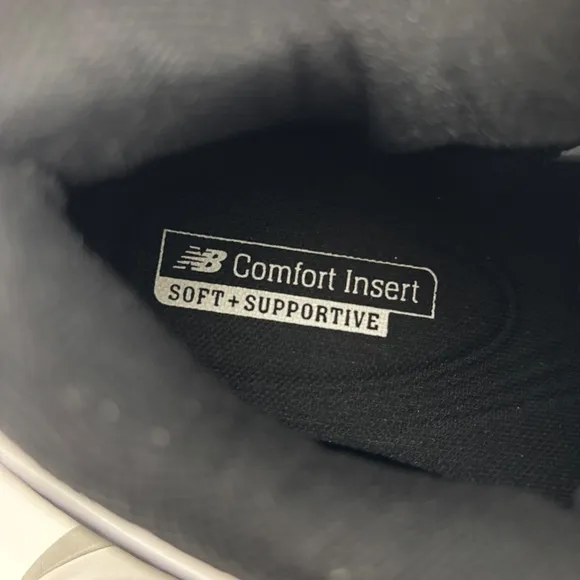 NB Comfort Insert
SOFT + SUPPORTIVE